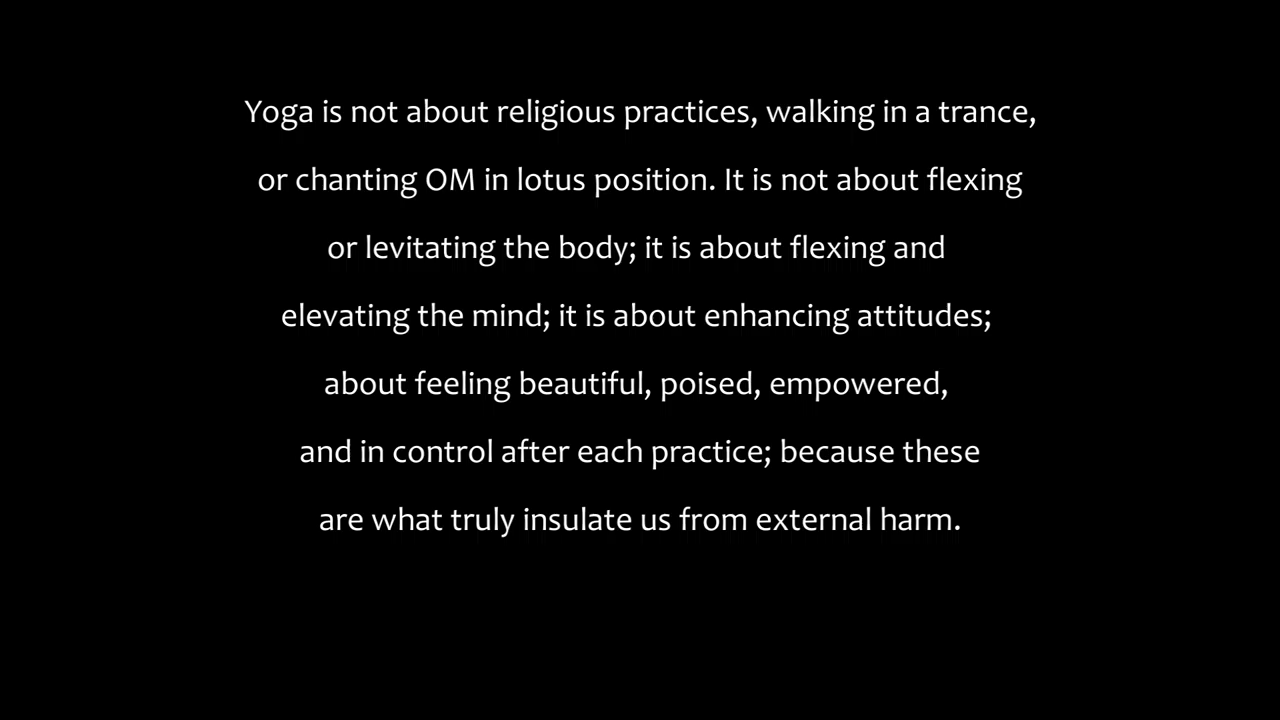 Yoga is not about religious practices, walking in a trance,
or chanting OM in lotus position. It is not about flexing
or levitating the body; it is about flexing and
elevating the mind; it is about enhancing attitudes;
about feeling beautiful, poised, empowered,
and in control after each practice; because these
are what truly insulate us from external harm.